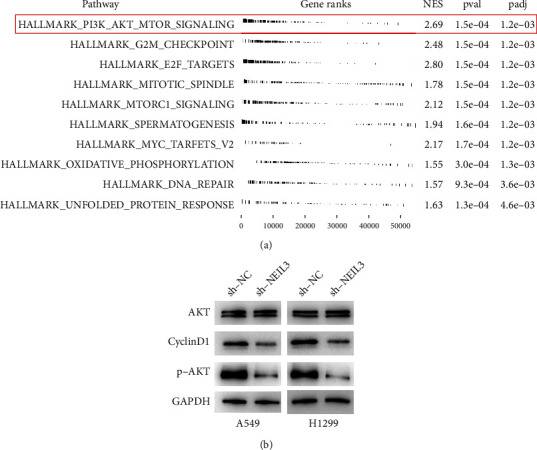 Pathway Gene ranks NES pval padj
HALLMARK_PI3K_AKT_MTOR_SIGNALING 2.69 1.5e–04 1.2e–03
HALLMARK_G2M_CHECKPOINT 2.48 1.5e–04 1.2e–03
HALLMARK_E2F_TARGETS 2.80 1.5e–04 1.2e–03
HALLMARK_MITOTIC_SPINDLE 1.78 1.5e–04 1.2e–03
HALLMARK_MTORC1_SIGNALING 2.12 1.5e–04 1.2e–03
HALLMARK_SPERMATOGENESIS 1.94 1.6e–04 1.2e–03
HALLMARK_MYC_TARFETS_V2 2.17 1.7e–04 1.2e–03
HALLMARK_OXIDATIVE_PHOSPHORYLATION 1.55 3.0e–04 1.3e–03
HALLMARK_DNA_REPAIR 1.57 9.3e–04 3.6e–03
HALLMARK_UNFOLDED_PROTEIN_RESPONSE 1.63 1.3e–04 4.6e–03
0 10000 20000 30000 40000 50000
(a)
sh–NC sh–NEIL3 sh–NC sh–NEIL3
AKT
CyclinD1
p–AKT
GAPDH
A549 H1299
(b)